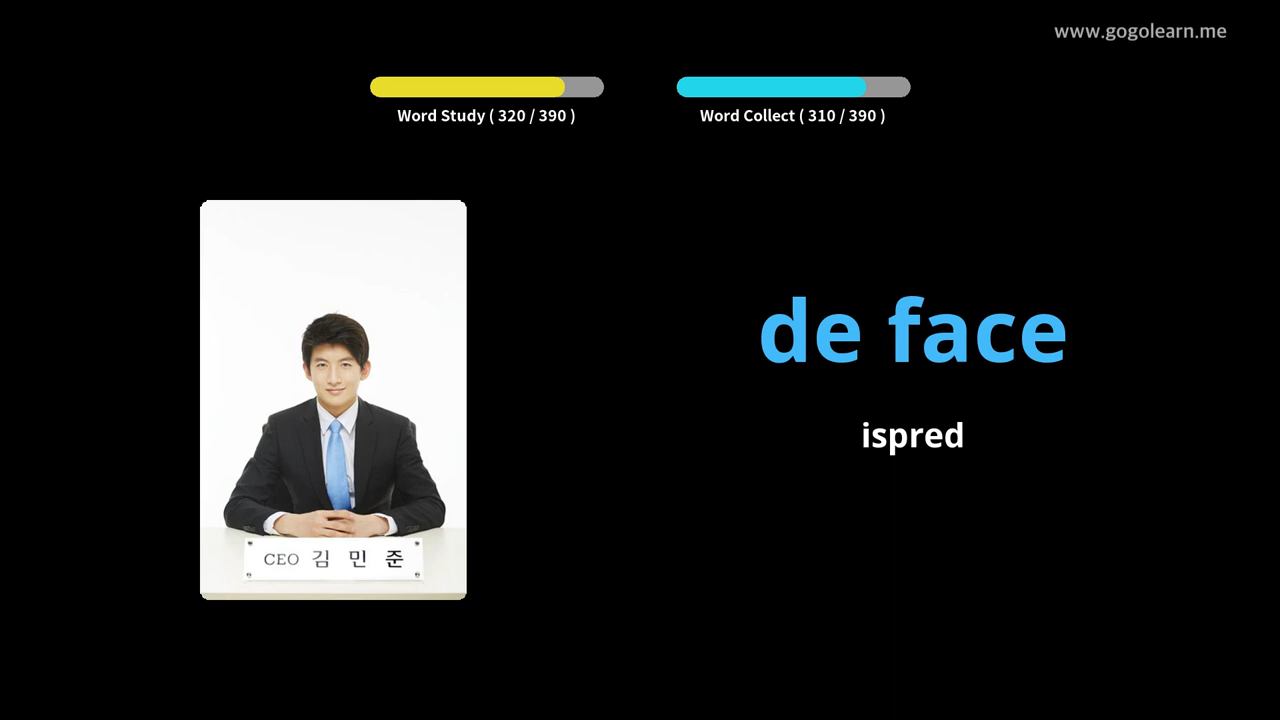 www.gogolearn.me
Word Study ( 320 / 390 )
Word Collect ( 310 / 390 )
de face
ispred
CEO 김 민 준